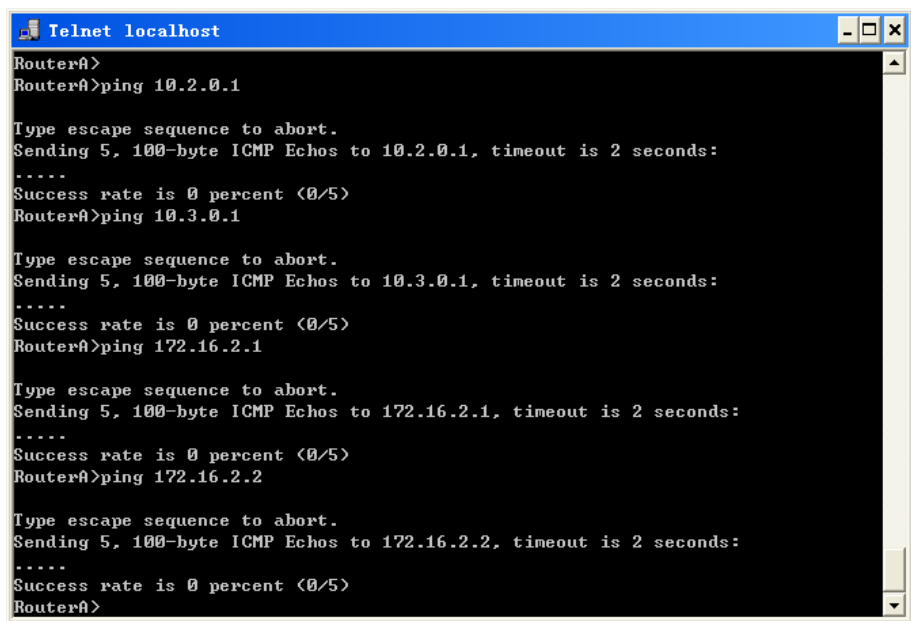 Telnet localhost
RouterA>
RouterA>ping 10.2.0.1
Type escape sequence to abort.
Sending 5, 100-byte ICMP Echos to 10.2.0.1, timeout is 2 seconds:
.....
Success rate is 0 percent (0/5)
RouterA>ping 10.3.0.1
Type escape sequence to abort.
Sending 5, 100-byte ICMP Echos to 10.3.0.1, timeout is 2 seconds:
.....
Success rate is 0 percent (0/5)
RouterA>ping 172.16.2.1
Type escape sequence to abort.
Sending 5, 100-byte ICMP Echos to 172.16.2.1, timeout is 2 seconds:
.....
Success rate is 0 percent (0/5)
RouterA>ping 172.16.2.2
Type escape sequence to abort.
Sending 5, 100-byte ICMP Echos to 172.16.2.2, timeout is 2 seconds:
.....
Success rate is 0 percent (0/5)
RouterA>